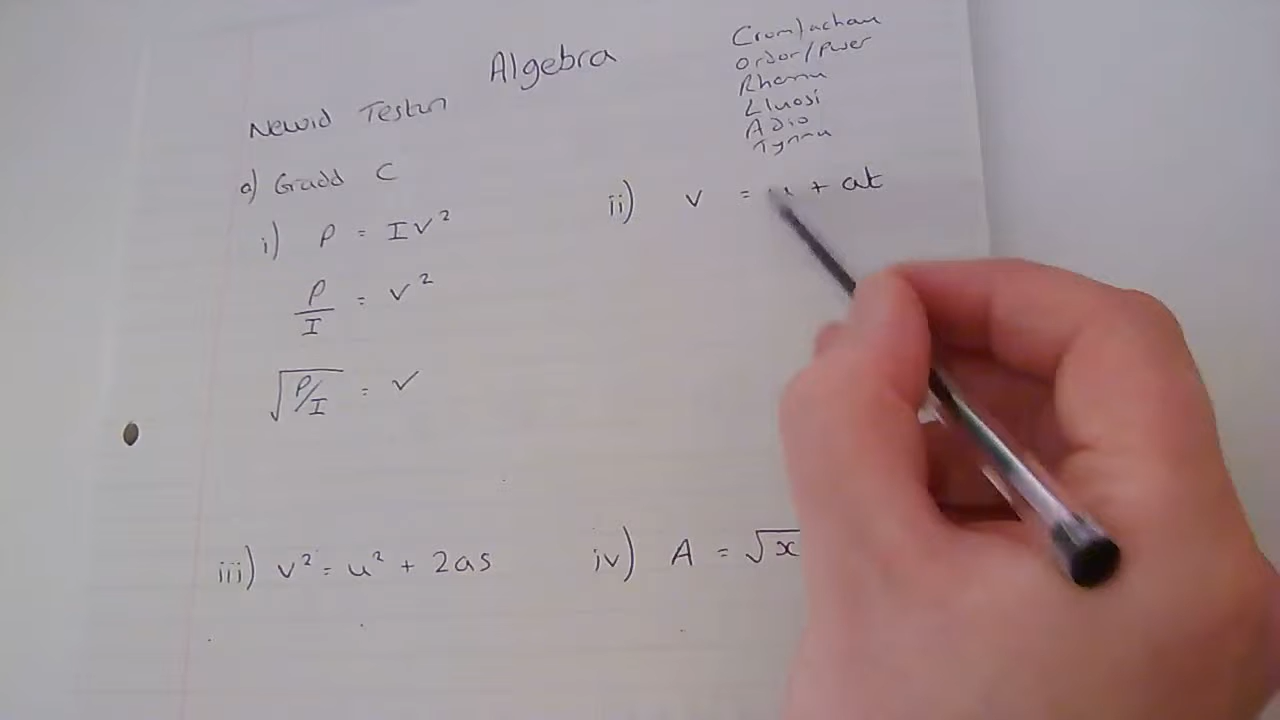 Algebra
Cromfachau
Ordor/Pwer
Rhannu
Lluosi
Adio
Tynnu
Newid Testun
a) Gradd C
i) P = IV²
P/I = V²
√(P/I) = V
ii) v = u + at
iii) v² = u² + 2as
iv) A = √x